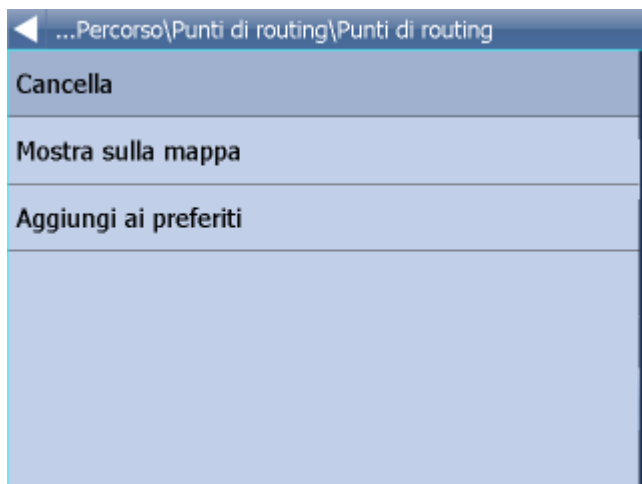 ...Percorso\Punti di routing\Punti di routing
Cancella
Mostra sulla mappa
Aggiungi ai preferiti